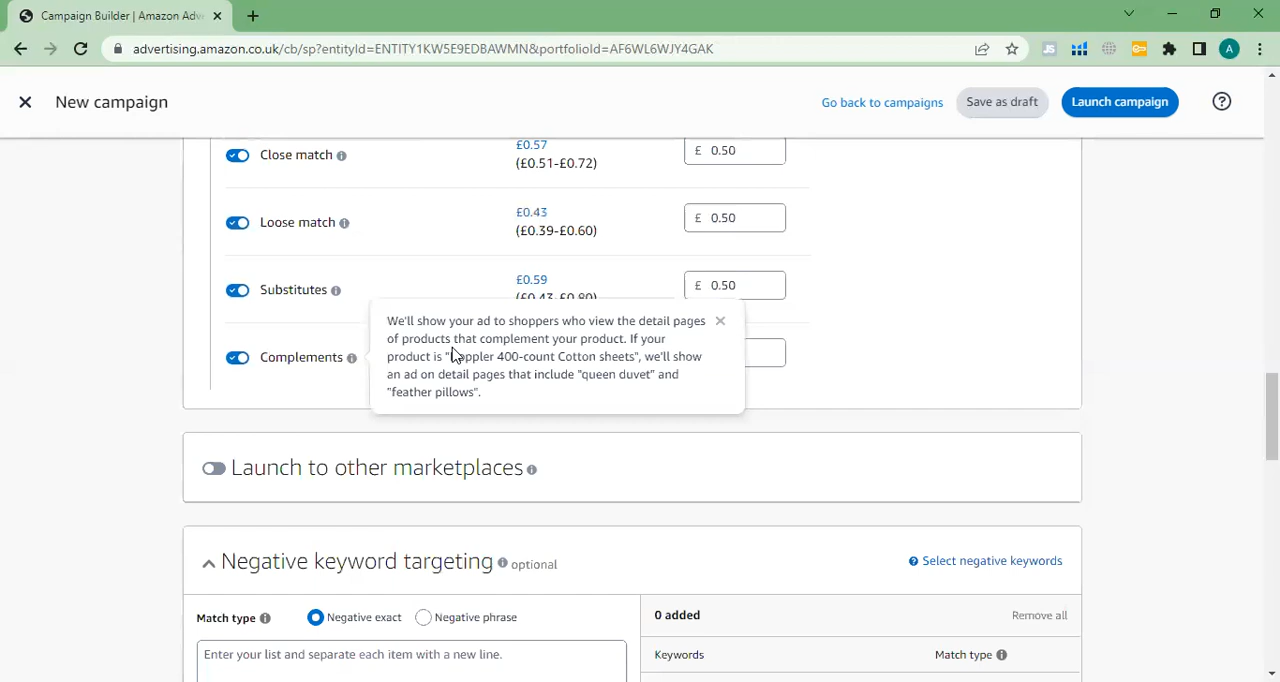 Campaign Builder | Amazon Adv
advertising.amazon.co.uk/cb/sp?entityId=ENTITY1KW5E9EDBAWMN&portfolioId=AF6WL6WJY4GAK
JS
A
New campaign
Go back to campaigns
Save as draft
Launch campaign
Close match
£0.57
(£0.51-£0.72)
£ 0.50
Loose match
£0.43
(£0.39-£0.60)
£ 0.50
Substitutes
£0.59
(£0.43-£0.80)
£ 0.50
Complements
We'll show your ad to shoppers who view the detail pages
of products that complement your product. If your
product is 400-count Cotton sheets", we'll show
an ad on detail pages that include "queen duvet" and
"feather pillows".
Launch to other marketplaces
Negative keyword targeting optional
Select negative keywords
Match type
Negative exact
Negative phrase
Enter your list and separate each item with a new line.
0 added
Remove all
Keywords
Match type